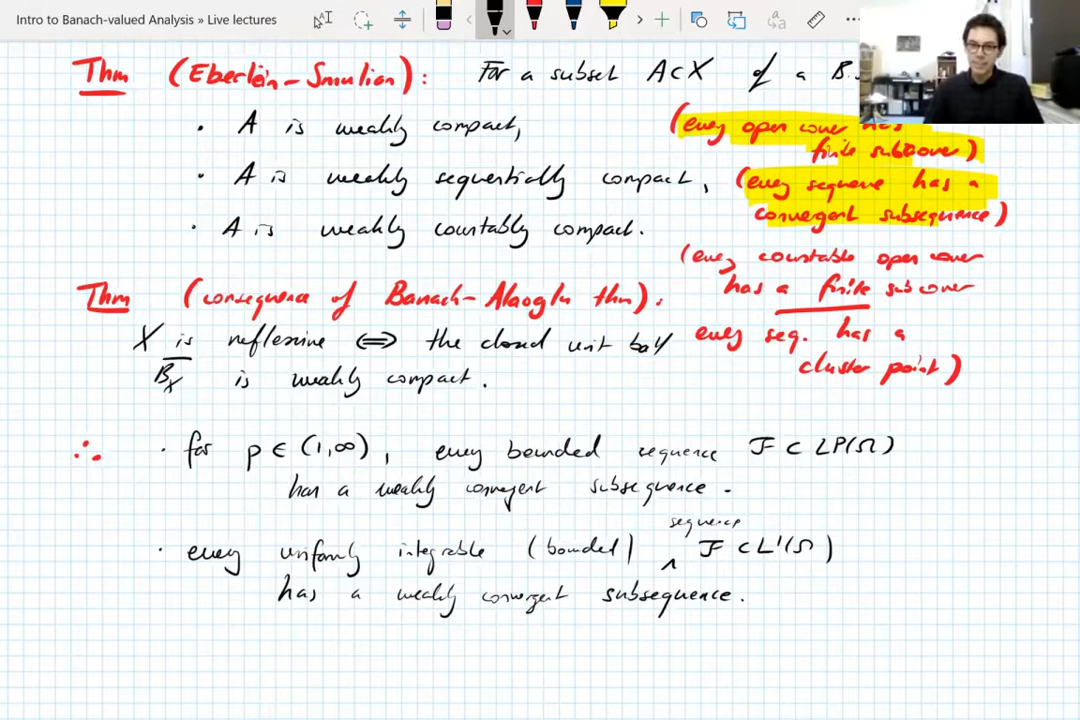 Intro to Banach-valued Analysis » Live lectures
Thm (Eberlein-Smulian): For a subset A⊂X of a B.
· A is weakly compact, (every open cover has
finite subcover)
· A is weakly sequentially compact, (every sequence has a
convergent subsequence)
· A is weakly countably compact.
(every countable open cover
has a finite subcover
Thm (consequence of Banach-Alaoglu thm):
X is reflexive ⟺ the closed unit ball every seq. has a
B_X is weakly compact. cluster point)
∴ · for p ∈ (1,∞), every bounded sequence F ⊂ LP(Ω)
has a weakly convergent subsequence.
sequence
· every uniformly integrable (bounded) ∧ F ⊂ L¹(Ω)
has a weakly convergent subsequence.